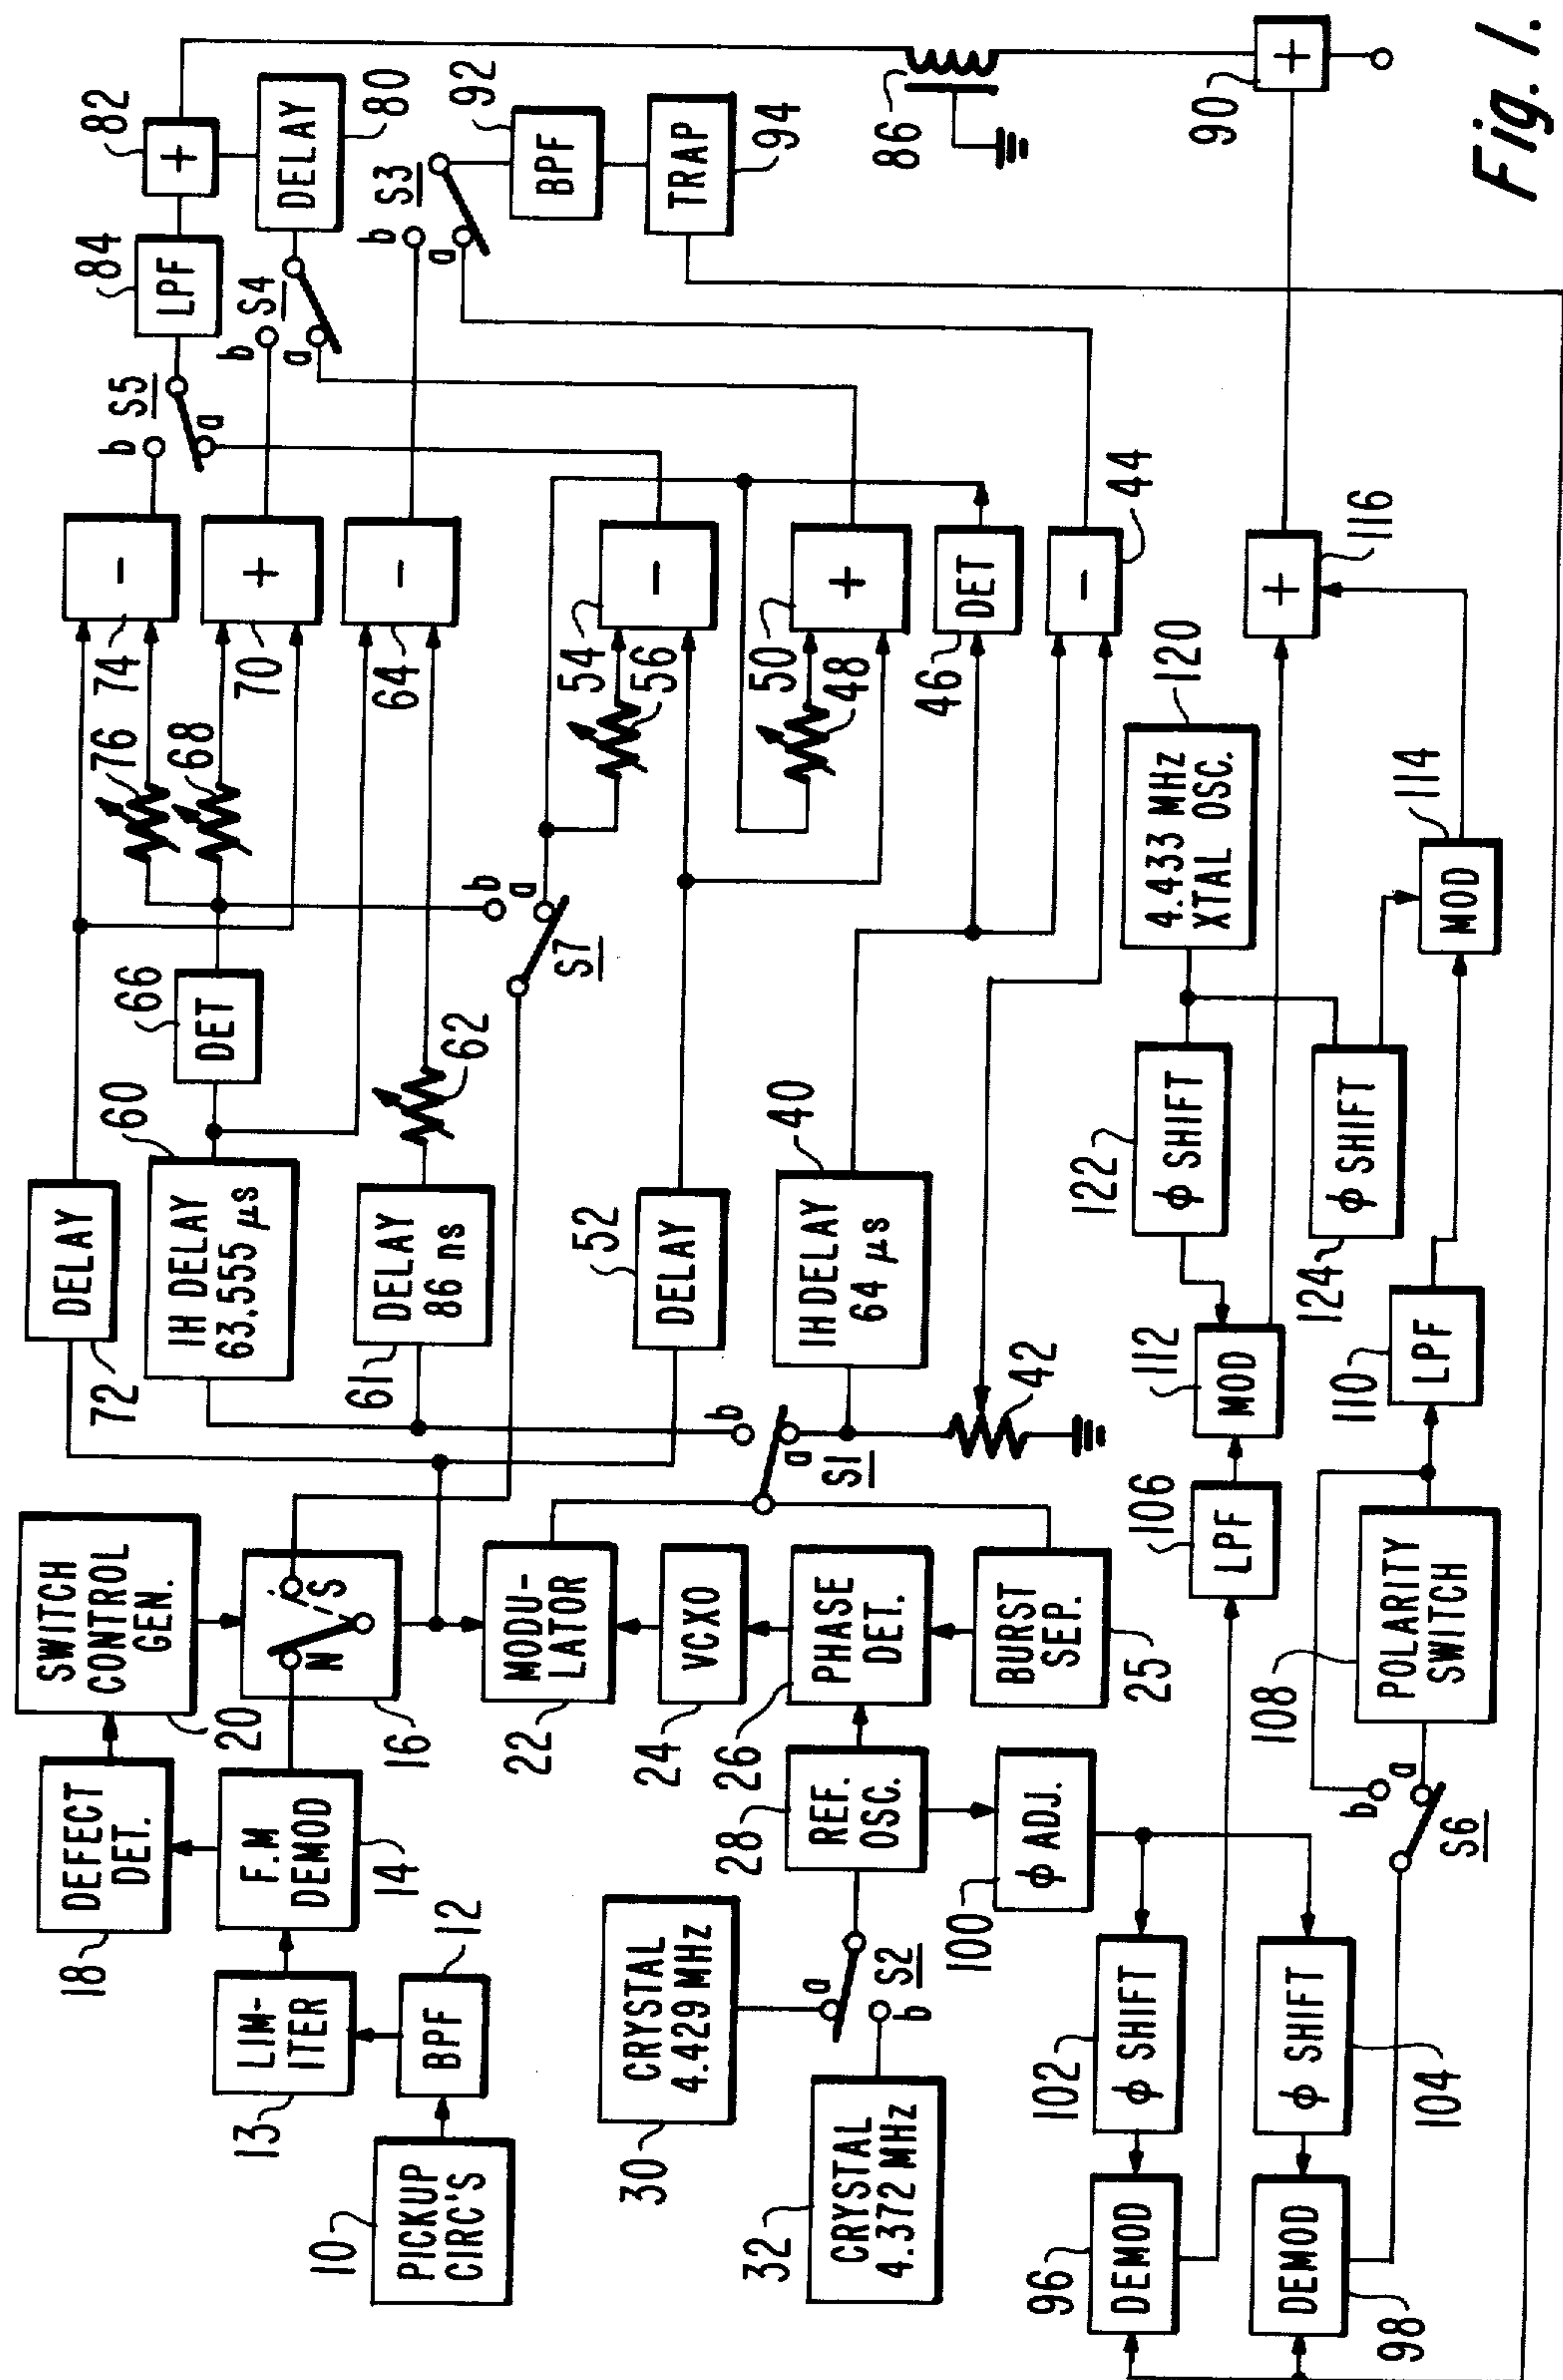 SWITCH
CONTROL
GEN.
20
DEFECT
DET.
18
F.M
DEMOD
14
LIM-
ITER
13
BPF
12
PICKUP
CIRC'S
10
N
S
16
MODU-
LATOR
22
VCXO
24
PHASE
DET.
26
BURST
SEP.
25
REF.
OSC.
28
CRYSTAL
4.429 MHz
30
CRYSTAL
4.372 MHz
32
a
b
S2
φ ADJ.
100
φ SHIFT
102
φ SHIFT
104
DEMOD
96
DEMOD
98
DELAY
72
1H DELAY
63.555 μs
60
DELAY
86 ns
61
62
DET
66
DELAY
52
1H DELAY
64 μs
40
42
b
a
S1
b
a
S7
76
68
-
74
+
70
-
64
-
54
56
+
50
48
DET
46
-
44
b
a
S5
LPF
84
b
a
S4
+
82
DELAY
80
b
a
S3
BPF
92
TRAP
94
86
+
90
LPF
106
MOD
112
φ SHIFT
122
4.433 MHz
XTAL OSC.
120
φ SHIFT
124
+
116
MOD
114
LPF
110
POLARITY
SWITCH
108
b
a
S6
Fig. 1.